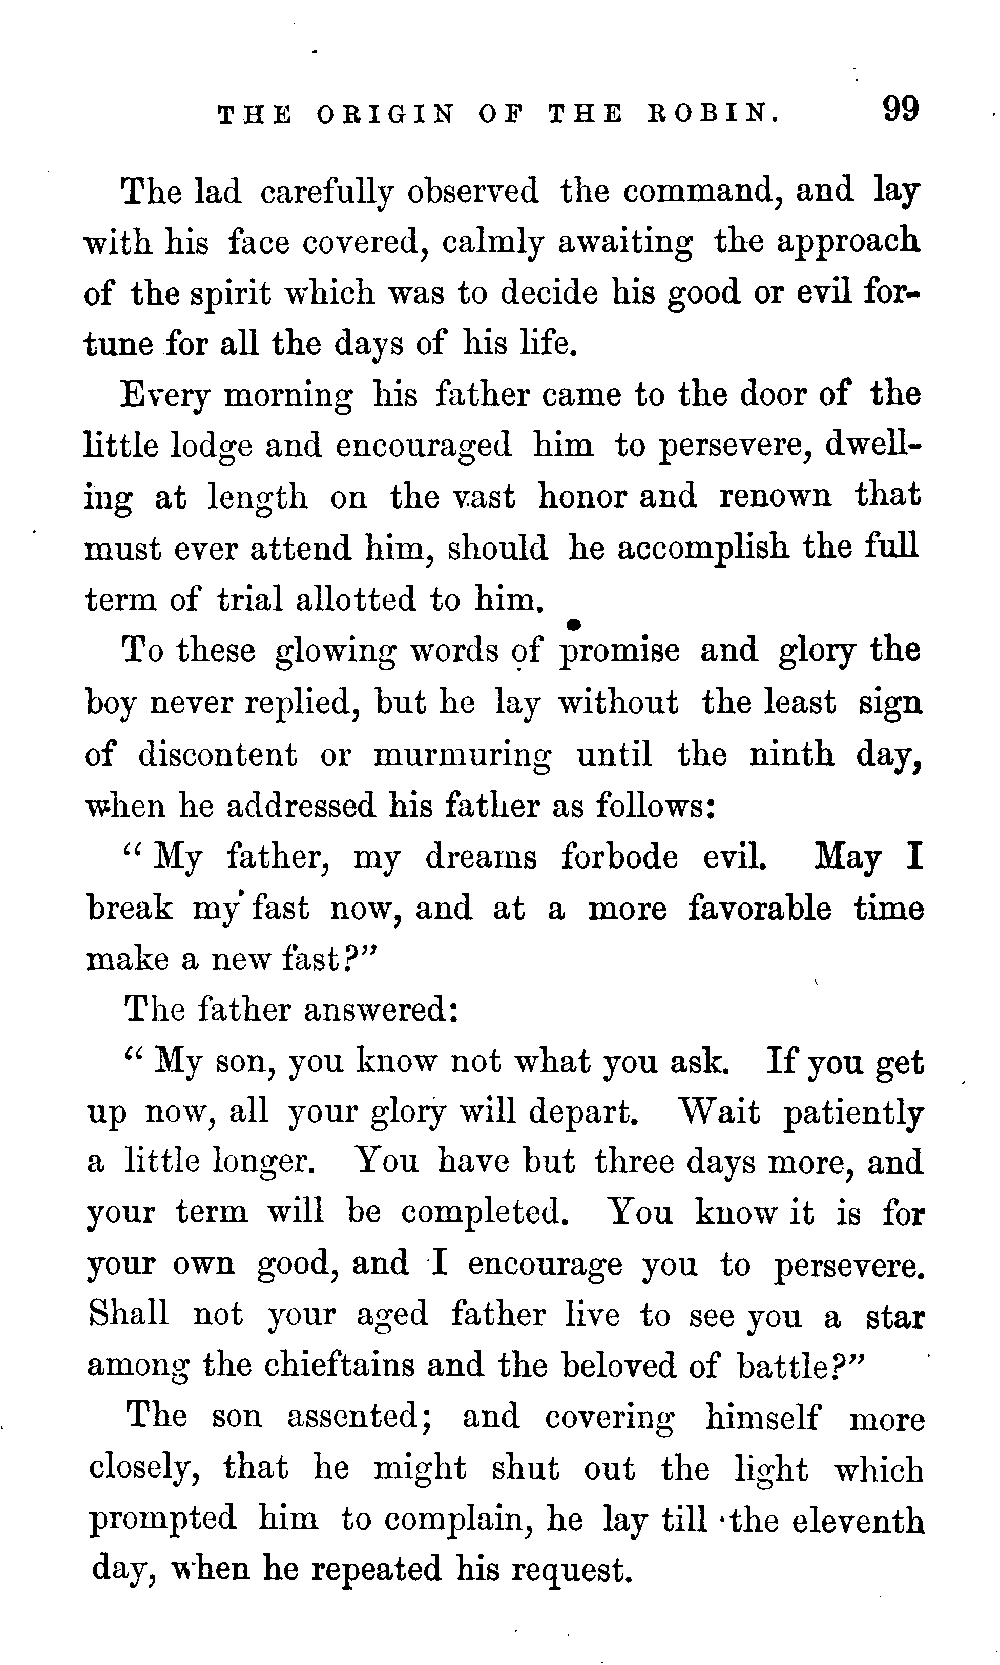 THE ORIGIN OF THE ROBIN. 99
The lad carefully observed the command, and lay
with his face covered, calmly awaiting the approach
of the spirit which was to decide his good or evil for-
tune for all the days of his life.
Every morning his father came to the door of the
little lodge and encouraged him to persevere, dwell-
ing at length on the vast honor and renown that
must ever attend him, should he accomplish the full
term of trial allotted to him.
To these glowing words of promise and glory the
boy never replied, but he lay without the least sign
of discontent or murmuring until the ninth day,
when he addressed his father as follows:
"My father, my dreams forbode evil. May I
break my fast now, and at a more favorable time
make a new fast?"
The father answered:
"My son, you know not what you ask. If you get
up now, all your glory will depart. Wait patiently
a little longer. You have but three days more, and
your term will be completed. You know it is for
your own good, and I encourage you to persevere.
Shall not your aged father live to see you a star
among the chieftains and the beloved of battle?"
The son assented; and covering himself more
closely, that he might shut out the light which
prompted him to complain, he lay till the eleventh
day, when he repeated his request.